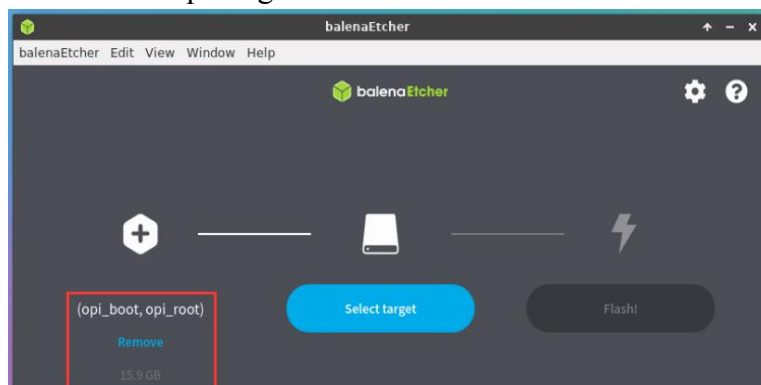 balenaEtcher
balenaEtcher Edit View Window Help
balenaEtcher
(opi_boot, opi_root)
Select target
Flash!
Remove
15.9 GB